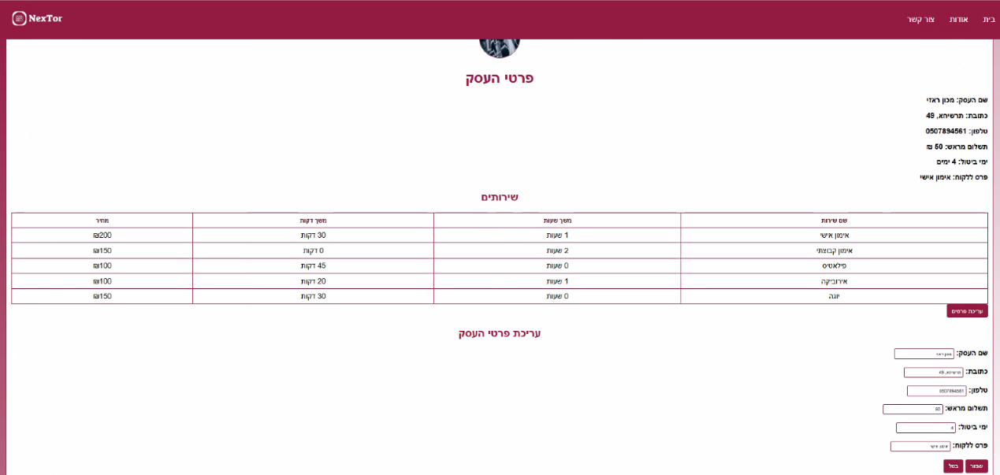 בית אודות צור קשר NexTor
פרטי העסק
שם העסק: מכון ראזי
כתובת: תרשיחא, 49
טלפון: 0507894561
תשלום מראש: 50 ₪
ימי ביטול: 4 ימים
פרס ללקוח: אימון אישי
שירותים
שם שירות משך שעות משך דקות מחיר
אימון אישי 1 שעות 30 דקות ₪200
אימון קבוצתי 2 שעות 0 דקות ₪150
פילאטיס 0 שעות 45 דקות ₪100
אירוביקה 1 שעות 20 דקות ₪100
יוגה 0 שעות 30 דקות ₪150
עריכת פרטים
עריכת פרטי העסק
שם העסק: מכון ראזי
כתובת: תרשיחא, 49
טלפון: 0507894561
תשלום מראש: 50
ימי ביטול: 4
פרס ללקוח: אימון אישי
שמור בטל